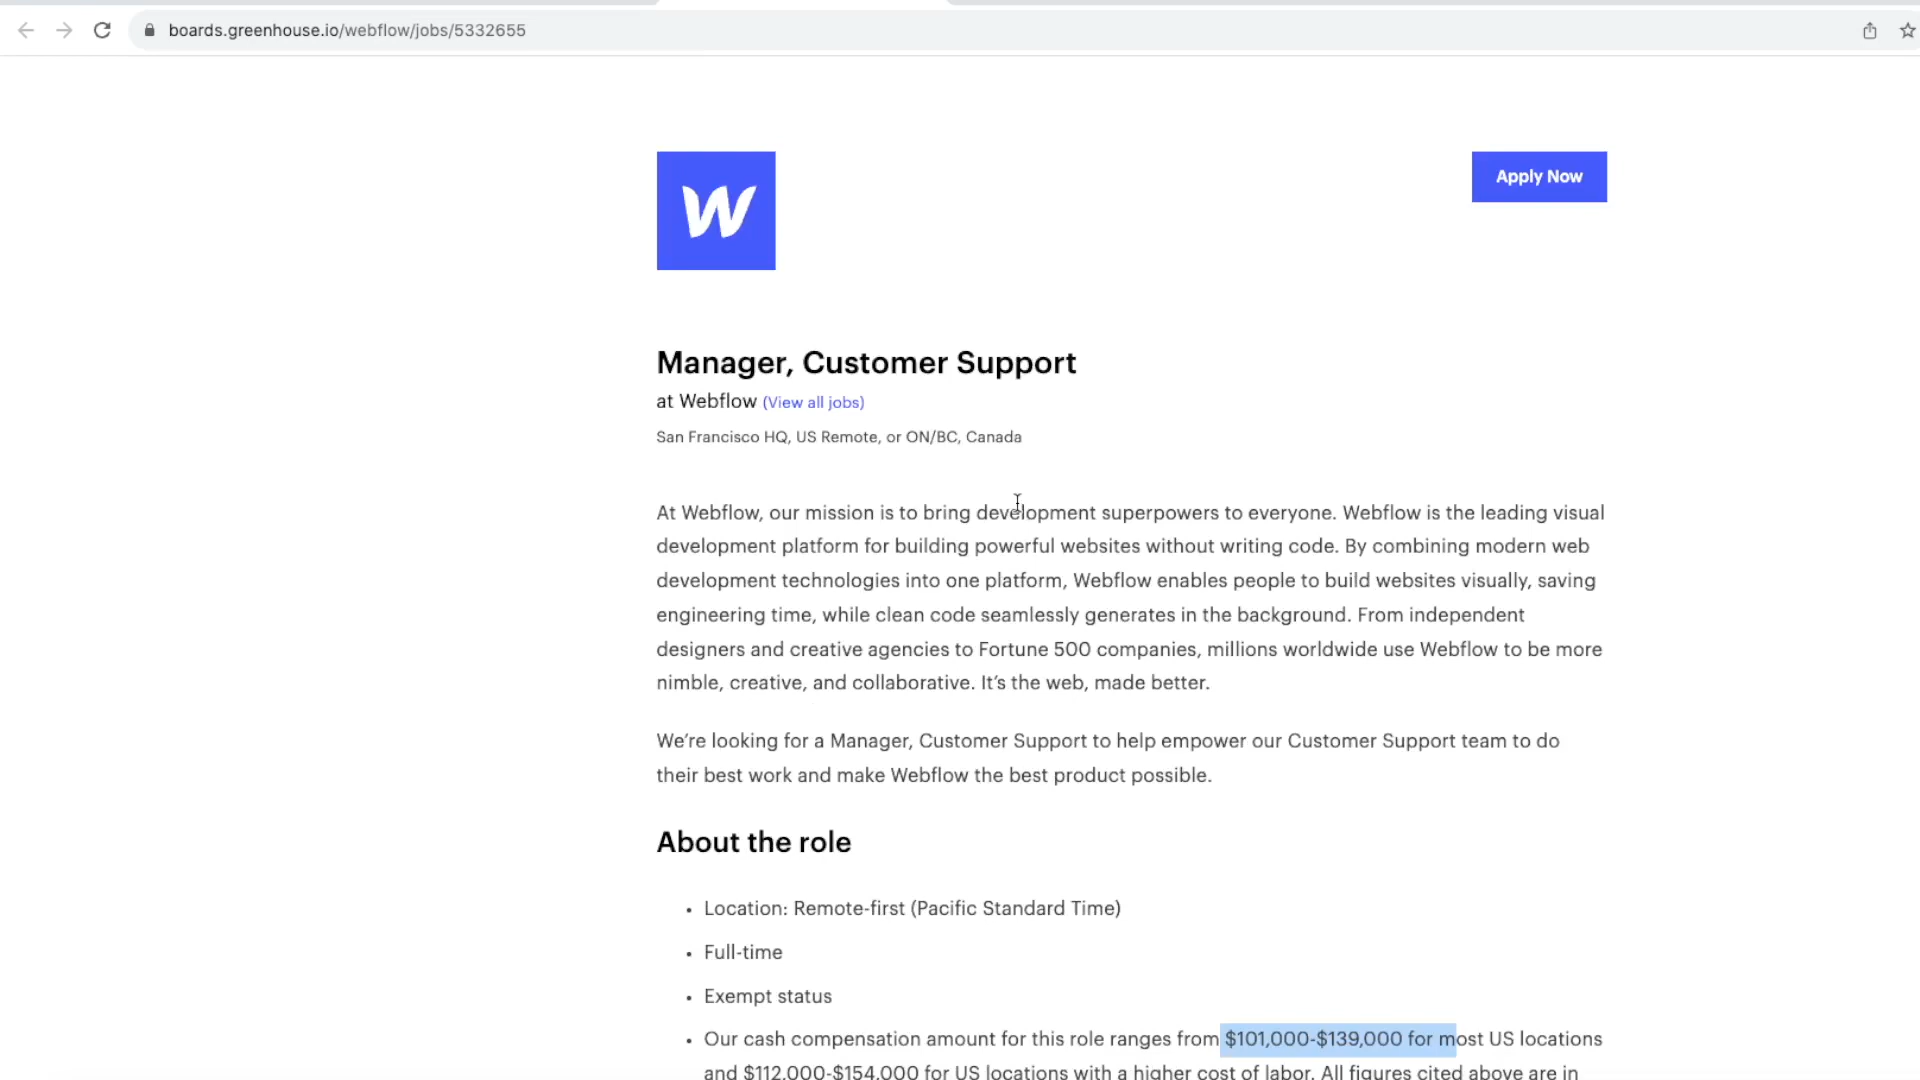 boards.greenhouse.io/webflow/jobs/5332655
W
Apply Now
Manager, Customer Support
at Webflow (View all jobs)
San Francisco HQ, US Remote, or ON/BC, Canada
At Webflow, our mission is to bring development superpowers to everyone. Webflow is the leading visual
development platform for building powerful websites without writing code. By combining modern web
development technologies into one platform, Webflow enables people to build websites visually, saving
engineering time, while clean code seamlessly generates in the background. From independent
designers and creative agencies to Fortune 500 companies, millions worldwide use Webflow to be more
nimble, creative, and collaborative. It’s the web, made better.
We’re looking for a Manager, Customer Support to help empower our Customer Support team to do
their best work and make Webflow the best product possible.
About the role
• Location: Remote-first (Pacific Standard Time)
• Full-time
• Exempt status
• Our cash compensation amount for this role ranges from $101,000-$139,000 for most US locations
and $112,000-$154,000 for US locations with a higher cost of labor. All figures cited above are in